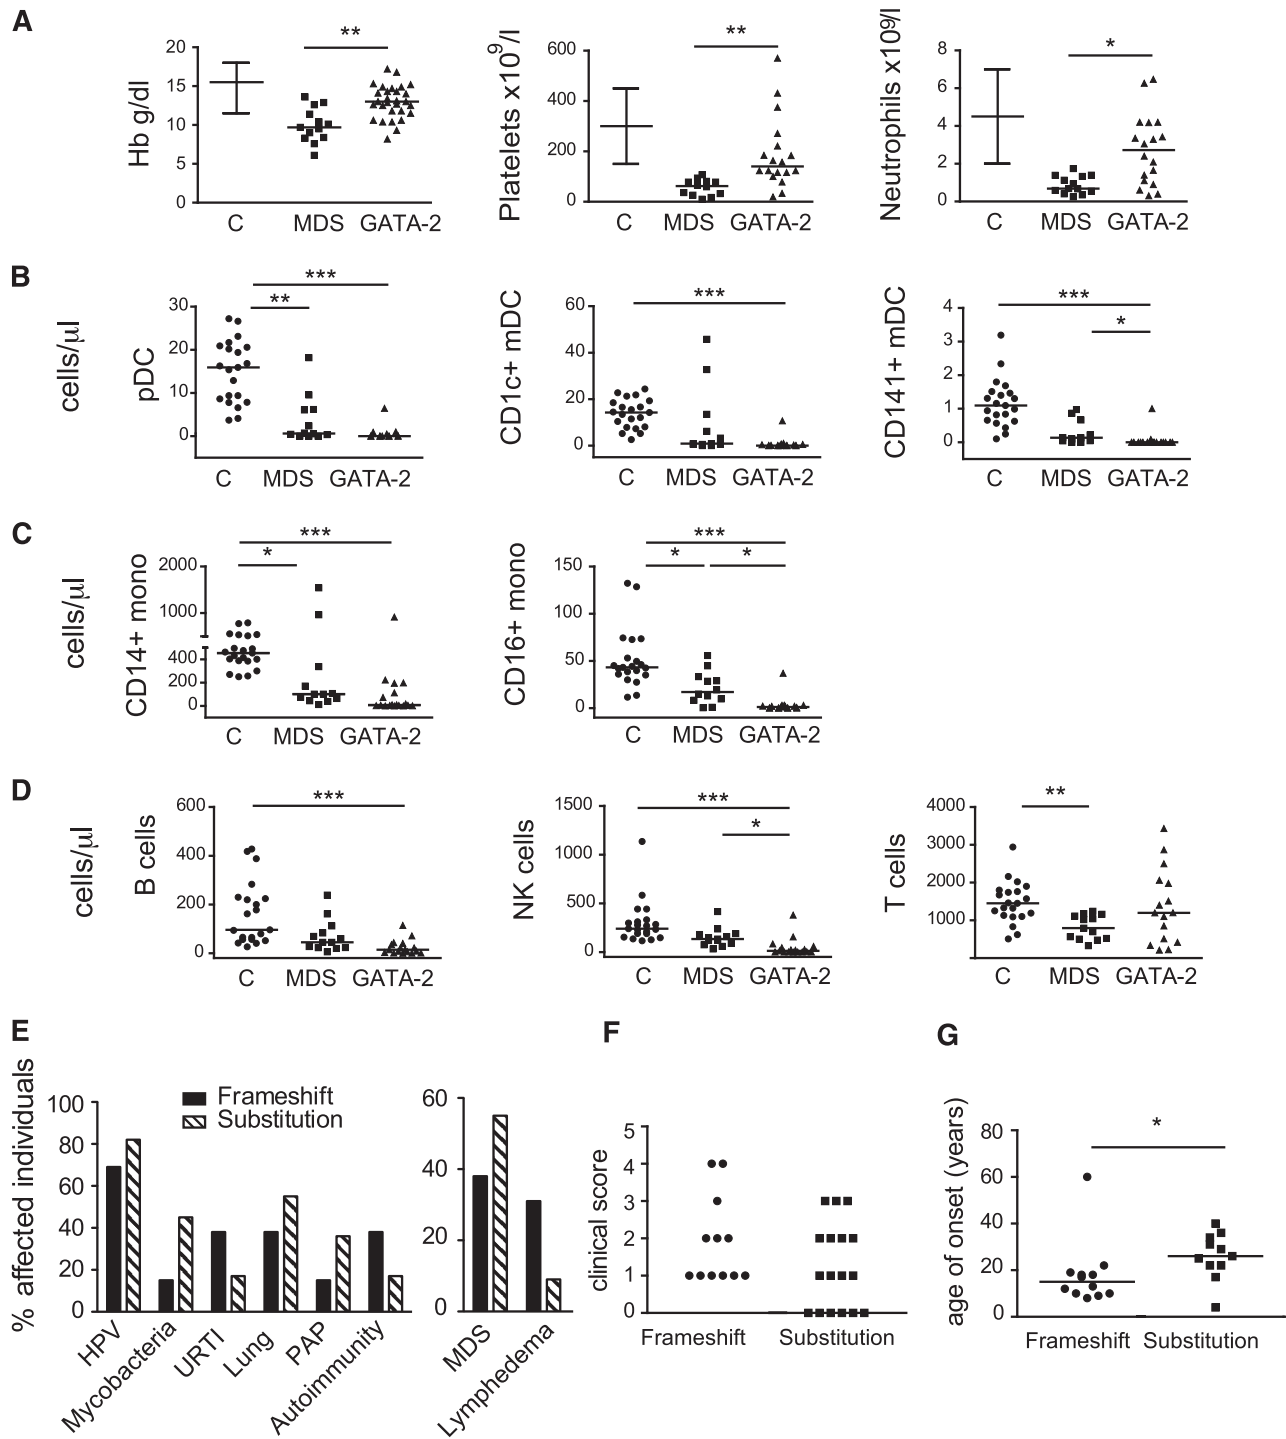 A
Hb g/dl
20
15
10
5
0
**
C MDS GATA-2
Platelets x10^9/l
600
400
200
0
**
C MDS GATA-2
Neutrophils x10^9/l
8
6
4
2
0
*
C MDS GATA-2
B
cells/μl
pDC
30
20
10
0
***
**
C MDS GATA-2
CD1c+ mDC
60
40
20
0
***
C MDS GATA-2
CD141+ mDC
4
3
2
1
0
***
*
C MDS GATA-2
C
cells/μl
CD14+ mono
2000
1000
400
200
0
***
*
C MDS GATA-2
CD16+ mono
150
100
50
0
***
* *
C MDS GATA-2
D
cells/μl
B cells
600
400
200
0
***
C MDS GATA-2
NK cells
1500
1000
500
0
***
*
C MDS GATA-2
T cells
4000
3000
2000
1000
**
C MDS GATA-2
E
% affected individuals
100
80
60
40
20
0
Frameshift
Substitution
HPV
Mycobacteria
URTI
Lung
PAP
Autoimmunity
60
40
20
0
MDS
Lymphedema
F
clinical score
5
4
3
2
1
0
Frameshift Substitution
G
age of onset (years)
80
60
40
20
0
*
Frameshift Substitution